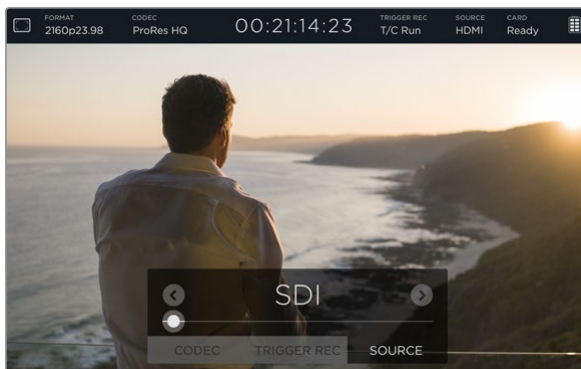 FORMAT CODEC TRIGGER REC SOURCE CARD
2160p23.98 ProRes HQ 00:21:14:23 T/C Run HDMI Ready
SDI
CODEC TRIGGER REC SOURCE